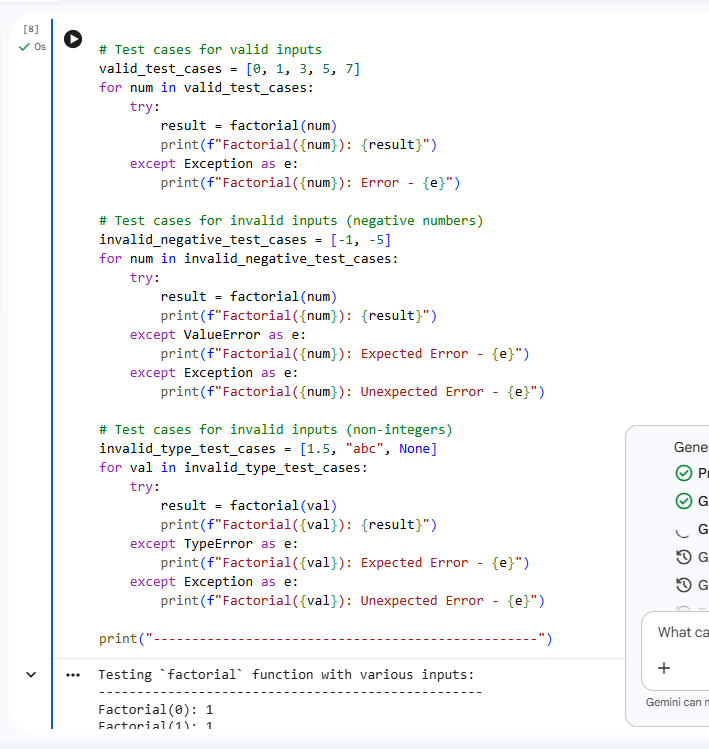 [8]
0s
# Test cases for valid inputs
valid_test_cases = [0, 1, 3, 5, 7]
for num in valid_test_cases:
    try:
        result = factorial(num)
        print(f"Factorial({num}): {result}")
    except Exception as e:
        print(f"Factorial({num}): Error - {e}")

# Test cases for invalid inputs (negative numbers)
invalid_negative_test_cases = [-1, -5]
for num in invalid_negative_test_cases:
    try:
        result = factorial(num)
        print(f"Factorial({num}): {result}")
    except ValueError as e:
        print(f"Factorial({num}): Expected Error - {e}")
    except Exception as e:
        print(f"Factorial({num}): Unexpected Error - {e}")

# Test cases for invalid inputs (non-integers)
invalid_type_test_cases = [1.5, "abc", None]
for val in invalid_type_test_cases:
    try:
        result = factorial(val)
        print(f"Factorial({val}): {result}")
    except TypeError as e:
        print(f"Factorial({val}): Expected Error - {e}")
    except Exception as e:
        print(f"Factorial({val}): Unexpected Error - {e}")

print("--------------------------------------------------")
Testing `factorial` function with various inputs:
--------------------------------------------------
Factorial(0): 1
Factorial(1): 1
Gene
P
G
G
G
G
What ca
+
Gemini can